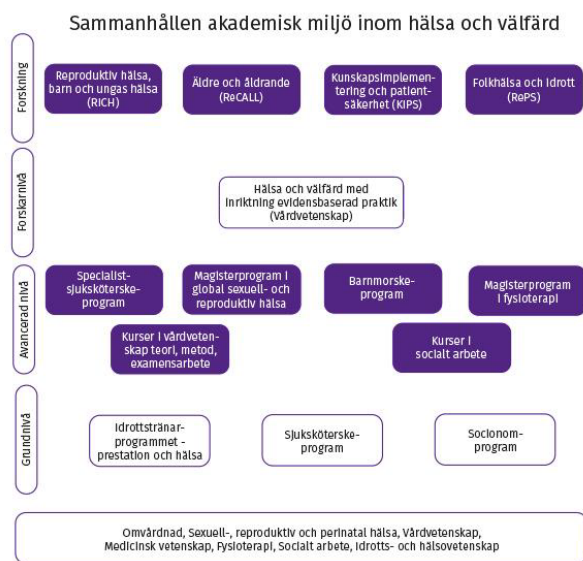 Sammanhållen akademisk miljö inom hälsa och välfärd
Forskning
Reproduktiv hälsa,
barn och ungas hälsa
(RICH)
Äldre och åldrande
(ReCALL)
Kunskapsimplemen-
tering och patient-
säkerhet (KIPS)
Folkhälsa och Idrott
(RePS)
Forskarnivå
Hälsa och välfärd med
inriktning evidensbaserad praktik
(Vårdvetenskap)
Avancerad nivå
Specialist-
sjuksköterske-
program
Magisterprogram i
global sexuell- och
reproduktiv hälsa
Barnmorske-
program
Magisterprogram
i fysioterapi
Kurser i vårdveten-
skap teori, metod,
examensarbete
Kurser i
socialt arbete
Grundnivå
Idrottstränar-
programmet -
prestation och hälsa
Sjuksköterske-
program
Socionom-
program
Omvårdnad, Sexuell-, reproduktiv och perinatal hälsa, Vårdvetenskap,
Medicinsk vetenskap, Fysioterapi, Socialt arbete, Idrotts- och hälsovetenskap